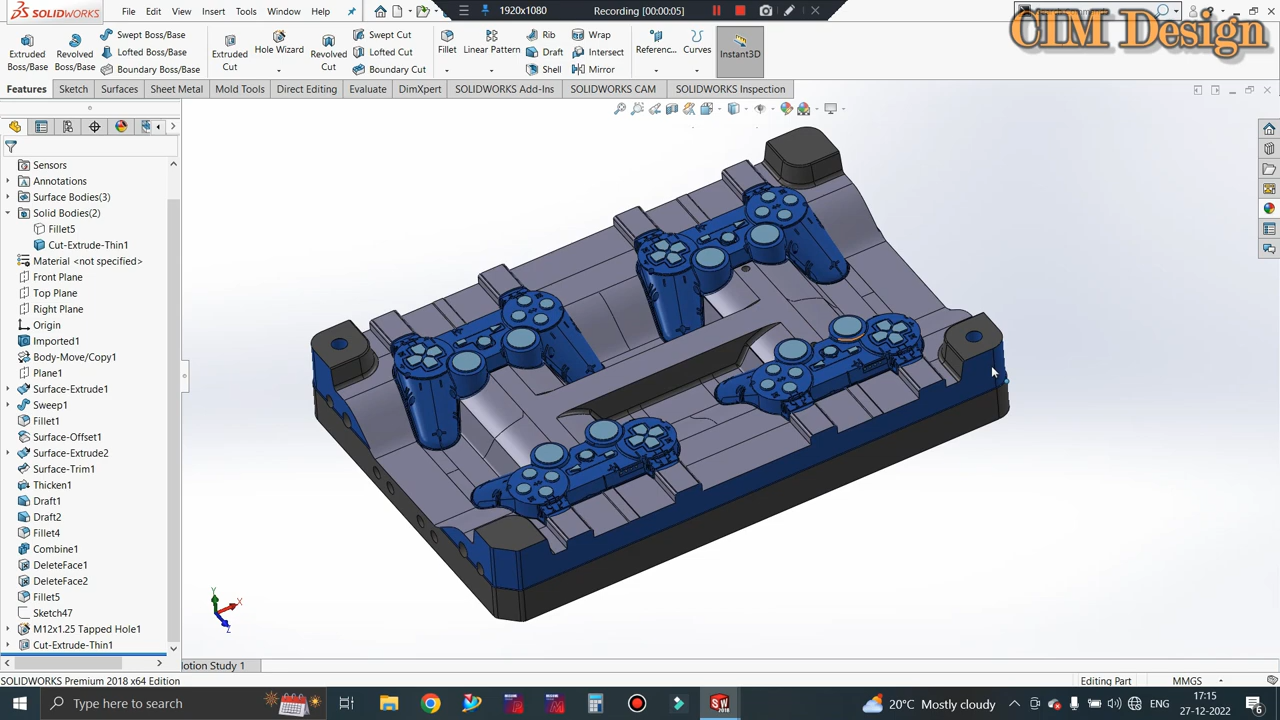 SOLIDWORKS
File Edit View Insert Tools Window Help
1920x1080
Recording [00:00:05]
CIM Design
Extruded Boss/Base
Revolved Boss/Base
Swept Boss/Base
Lofted Boss/Base
Boundary Boss/Base
Extruded Cut
Hole Wizard
Revolved Cut
Swept Cut
Lofted Cut
Boundary Cut
Fillet
Linear Pattern
Rib
Draft
Shell
Wrap
Intersect
Mirror
Referenc...
Curves
Instant3D
Features Sketch Surfaces Sheet Metal Mold Tools Direct Editing Evaluate DimXpert SOLIDWORKS Add-Ins SOLIDWORKS CAM SOLIDWORKS Inspection
Sensors
Annotations
Surface Bodies(3)
Solid Bodies(2)
Fillet5
Cut-Extrude-Thin1
Material <not specified>
Front Plane
Top Plane
Right Plane
Origin
Imported1
Body-Move/Copy1
Plane1
Surface-Extrude1
Sweep1
Fillet1
Surface-Offset1
Surface-Extrude2
Surface-Trim1
Thicken1
Draft1
Draft2
Fillet4
Combine1
DeleteFace1
DeleteFace2
Fillet5
Sketch47
M12x1.25 Tapped Hole1
Cut-Extrude-Thin1
Y
X
Z
otion Study 1
SOLIDWORKS Premium 2018 x64 Edition
Editing Part
MMGS
Type here to search
20°C Mostly cloudy
ENG
17:15
27-12-2022
6